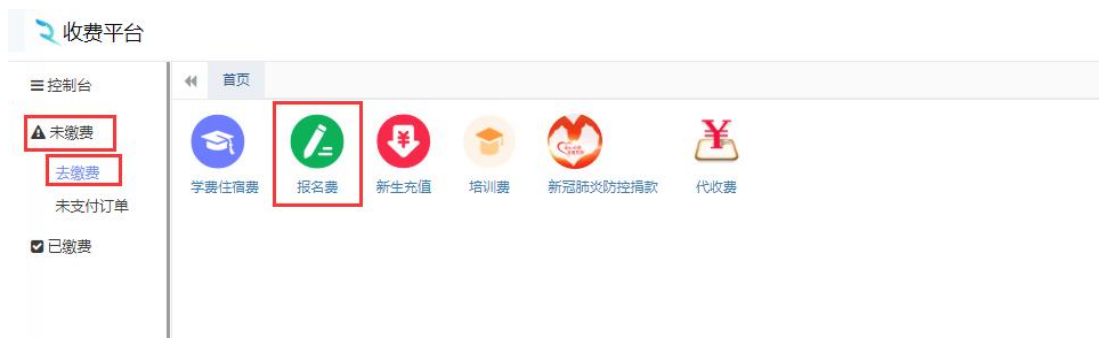 收费平台
控制台
首页
未缴费
去缴费
未支付订单
已缴费
学费住宿费
报名费
新生充值
培训费
新冠肺炎防控捐款
代收费